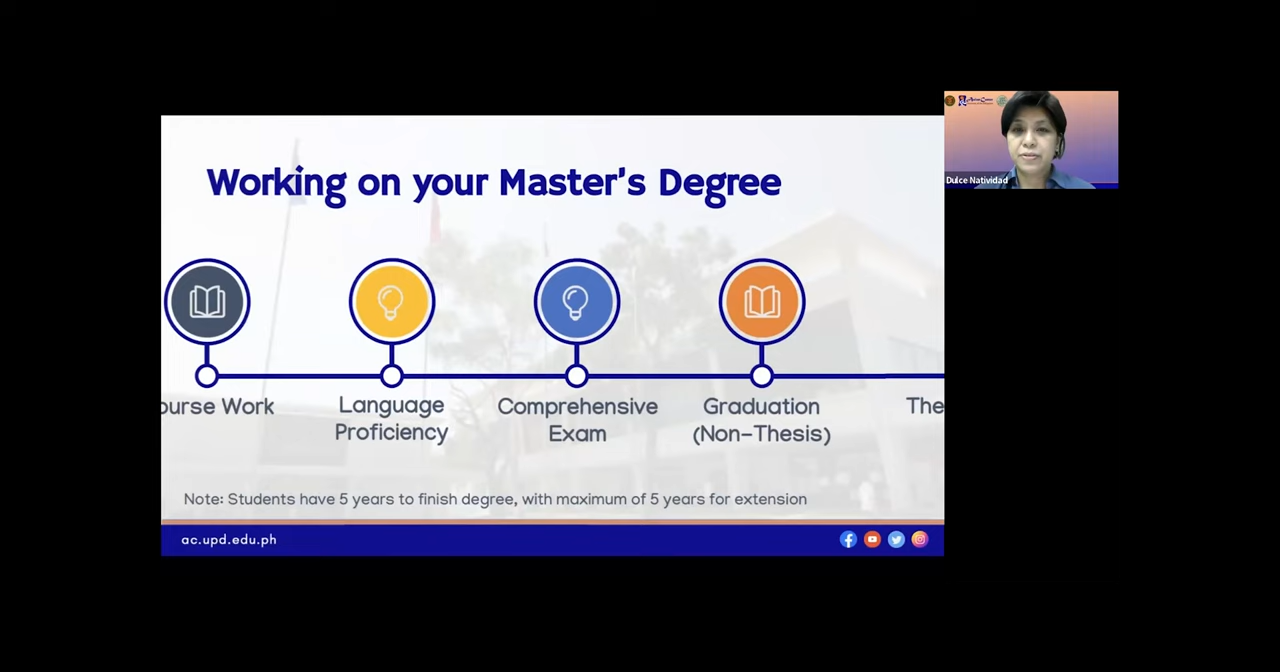 Working on your Master's Degree
ourse Work
Language
Proficiency
Comprehensive
Exam
Graduation
(Non-Thesis)
The
Note: Students have 5 years to finish degree, with maximum of 5 years for extension
ac.upd.edu.ph
Dulce Natividad